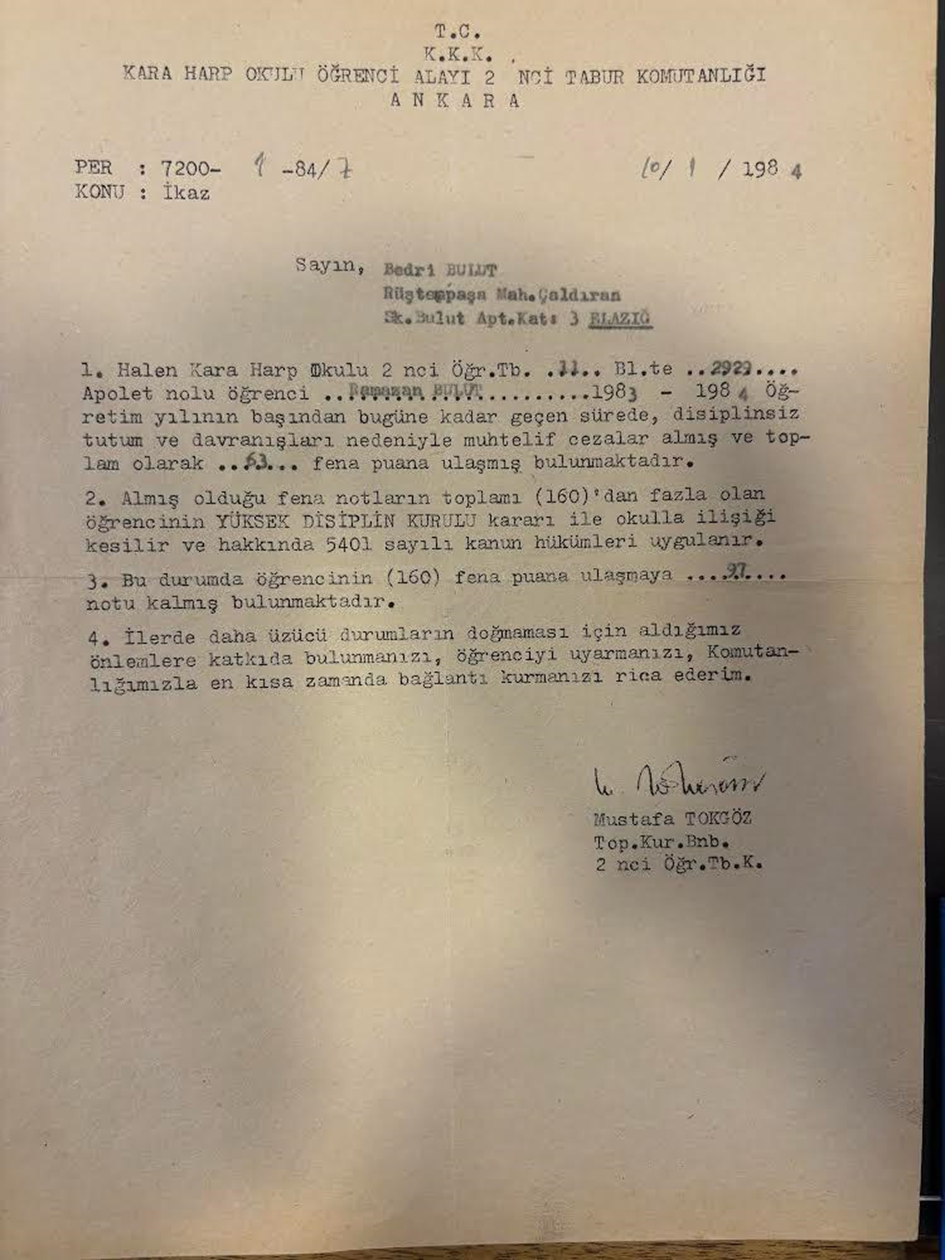 T.C.
K.K.K.
KARA HARP OKULU ÖĞRENCİ ALAYI 2 NCİ TABUR KOMUTANLIĞI
A N K A R A
PER : 7200- 1 -84/7
10/ 1 / 198 4
KONU : İkaz
Sayın, Bedri BULUT
Rüştempaşa Mah.Çaldıran
Sk.Bulut Apt.Kat: 3 ELAZIĞ
1. Halen Kara Harp Okulu 2 nci Öğr.Tb. .11.. Bl.te ..2923....
Apolet nolu öğrenci ..Ramazan BULUT..........1983 - 198 4 Öğ-
retim yılının başından bugüne kadar geçen sürede, disiplinsiz
tutum ve davranışları nedeniyle muhtelif cezalar almış ve top-
lam olarak ..63... fena puana ulaşmış bulunmaktadır.
2. Almış olduğu fena notların toplamı (160)'dan fazla olan
öğrencinin YÜKSEK DİSİPLİN KURULU kararı ile okulla ilişiği
kesilir ve hakkında 5401 sayılı kanun hükümleri uygulanır.
3. Bu durumda öğrencinin (160) fena puana ulaşmaya ....97....
notu kalmış bulunmaktadır.
4. İlerde daha üzücü durumların doğmaması için aldığımız
önlemlere katkıda bulunmanızı, öğrenciyi uyarmanızı, Komutan-
lığımızla en kısa zamanda bağlantı kurmanızı rica ederim.
Mustafa TOKGÖZ
Top.Kur.Bnb.
2 nci Öğr.Tb.K.